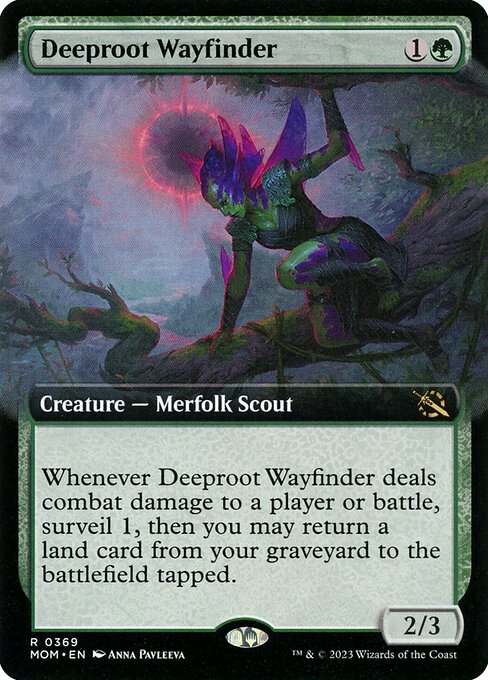 Deeproot Wayfinder 1
Creature — Merfolk Scout
Whenever Deeproot Wayfinder deals
combat damage to a player or battle,
surveil 1, then you may return a
land card from your graveyard to the
battlefield tapped.
2/3
R 0369
MOM • EN Anna Pavleeva ™ & © 2023 Wizards of the Coast